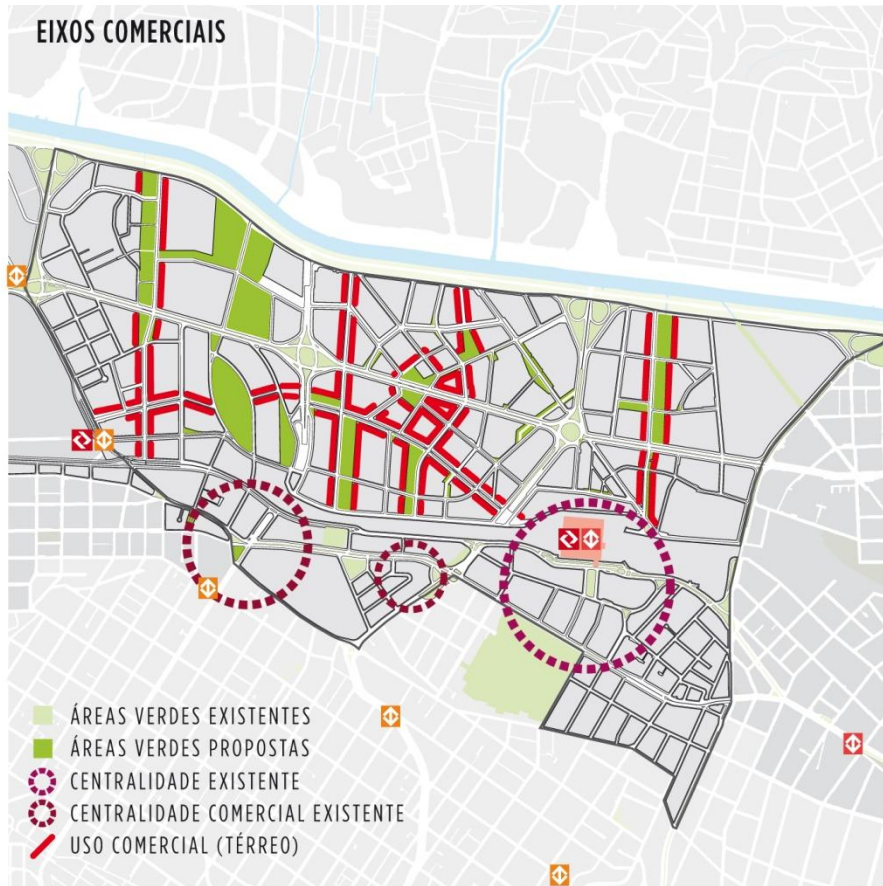 EIXOS COMERCIAIS
ÁREAS VERDES EXISTENTES
ÁREAS VERDES PROPOSTAS
CENTRALIDADE EXISTENTE
CENTRALIDADE COMERCIAL EXISTENTE
USO COMERCIAL (TÉRREO)